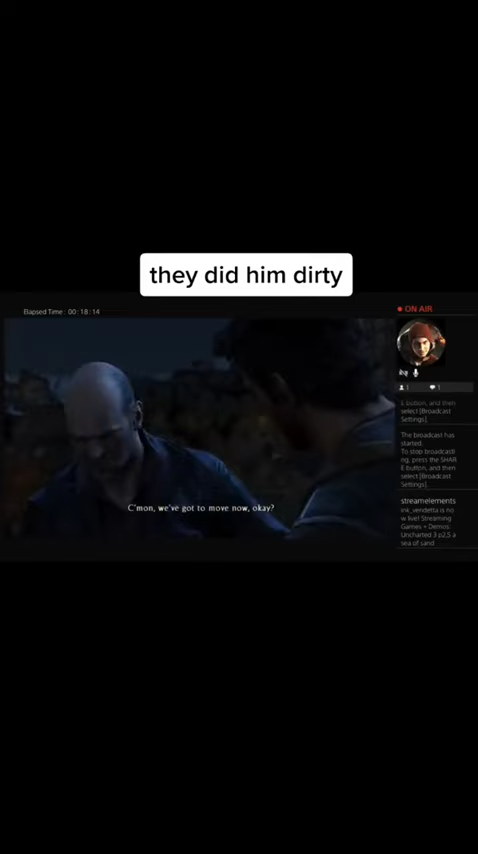 they did him dirty
Elapsed Time : 00 : 18 : 14
ON AIR
1
1
E button, and then
select [Broadcast
Settings].
The broadcast has
started.
To stop broadcasti
ng, press the SHAR
E button, and then
select [Broadcast
Settings].
streamelements
ink_vendetta is no
w live! Streaming
Games + Demos:
Uncharted 3 p2,5 a
sea of sand
C'mon, we've got to move now, okay?